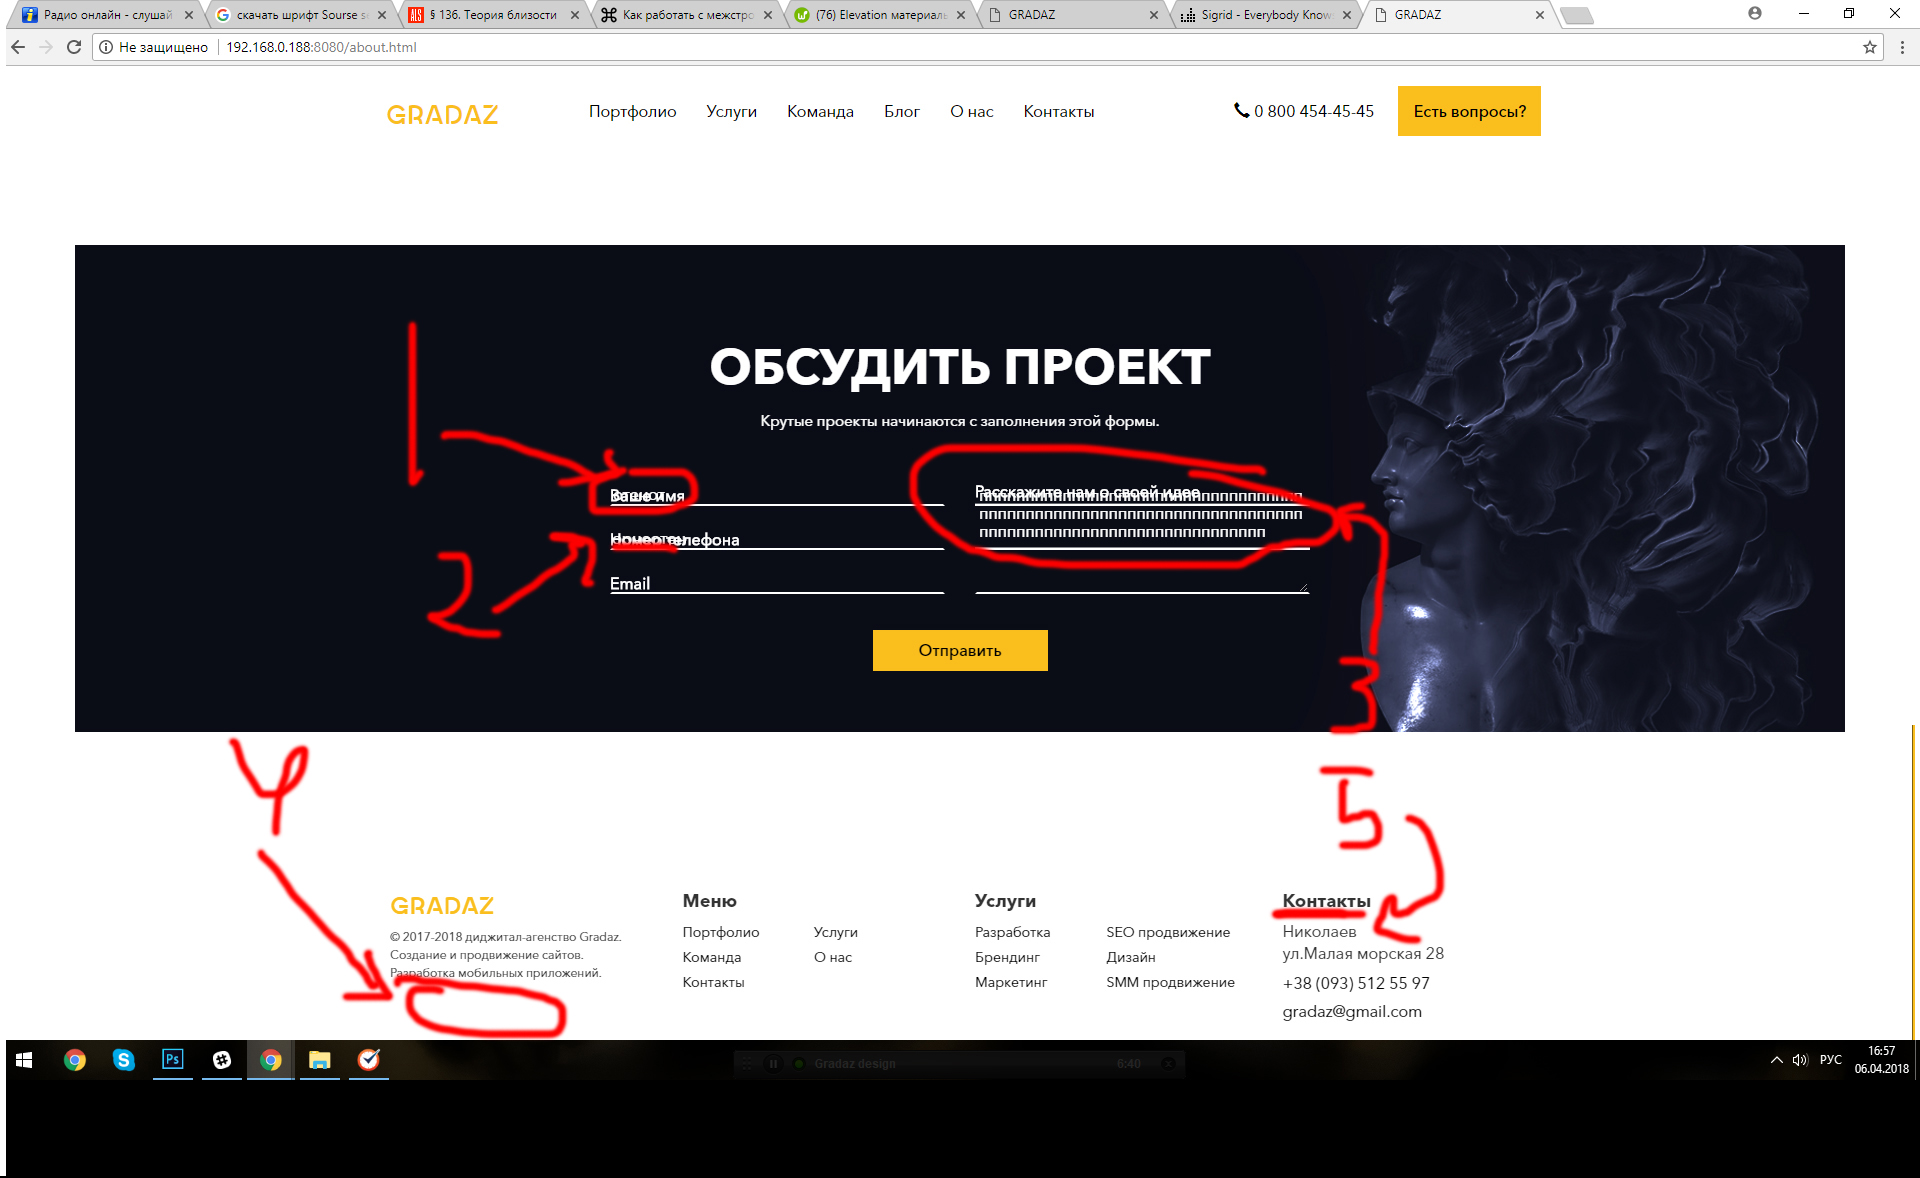 Радио онлайн - слушай
скачать шрифт Sourse s
§ 136. Теория близости
Как работать с межстро
(76) Elevation материаль
GRADAZ
Sigrid - Everybody Know
GRADAZ
Не защищено
192.168.0.188:8080/about.html
GRADAZ
Портфолио Услуги Команда Блог О нас Контакты
0 800 454-45-45
Есть вопросы?
ОБСУДИТЬ ПРОЕКТ
Крутые проекты начинаются с заполнения этой формы.
1
Ваше имя
Расскажите нам о своей идее
2
Номер телефона
Email
Отправить
3
4
5
GRADAZ
© 2017-2018 диджитал-агенство Gradaz.
Создание и продвижение сайтов.
Разработка мобильных приложений.
Меню
Портфолио Услуги
Команда О нас
Контакты
Услуги
Разработка SEO продвижение
Брендинг Дизайн
Маркетинг SMM продвижение
Контакты
Николаев
ул.Малая морская 28
+38 (093) 512 55 97
gradaz@gmail.com
Ps
Gradaz design 6:40
РУС
16:57
06.04.2018